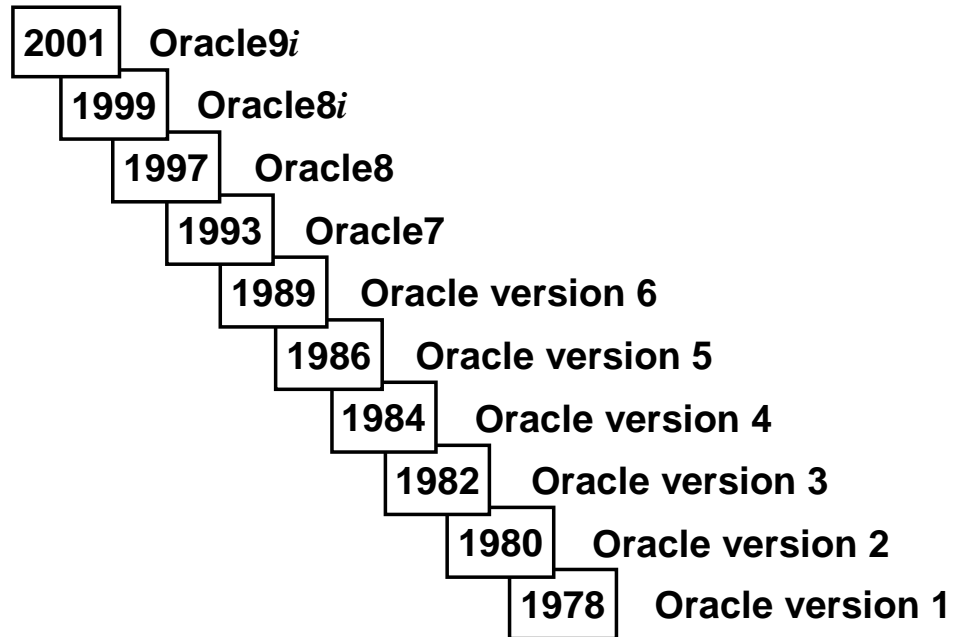 2001 Oracle9i
1999 Oracle8i
1997 Oracle8
1993 Oracle7
1989 Oracle version 6
1986 Oracle version 5
1984 Oracle version 4
1982 Oracle version 3
1980 Oracle version 2
1978 Oracle version 1